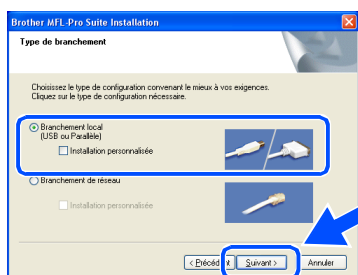 Brother MFL-Pro Suite Installation
Type de branchement
Choisissez le type de configuration convenant le mieux à vos exigences.
Cliquez sur le type de configuration nécessaire.
Branchement local
(USB ou Parallèle)
Installation personnalisée
Branchement de réseau
Installation personnalisée
< Précédent Suivant > Annuler